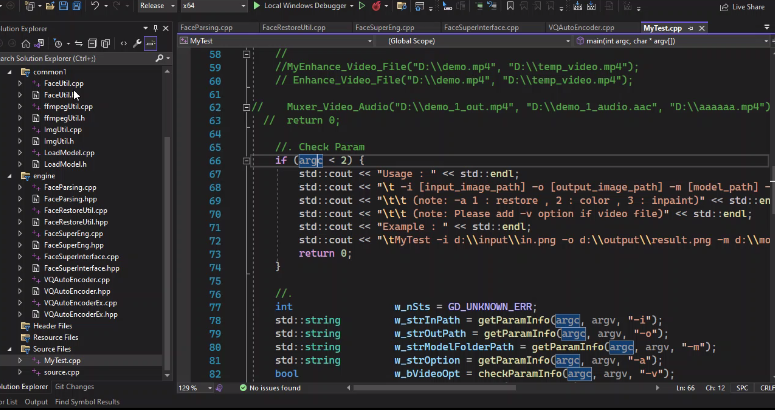 Release
x64
Local Windows Debugger
Live Share
olution Explorer
FaceParsing.cpp
FaceRestoreUtil.cpp
FaceSuperEng.cpp
FaceSuperInterface.cpp
VQAutoEncoder.cpp
MyTest.cpp
MyTest
(Global Scope)
main(int argc, char * argv[])
earch Solution Explorer (Ctrl+;)
common1
FaceUtil.cpp
FaceUtil.h
ffmpegUtil.cpp
ffmpegUtil.h
ImgUtil.cpp
ImgUtil.h
LoadModel.cpp
LoadModel.h
engine
FaceParsing.cpp
FaceParsing.hpp
FaceRestoreUtil.cpp
FaceRestoreUtil.hpp
FaceSuperEng.cpp
FaceSuperEng.hpp
FaceSuperInterface.cpp
FaceSuperInterface.hpp
VQAutoEncoder.cpp
VQAutoEncoder.hpp
VQAutoEncoderEx.cpp
VQAutoEncoderEx.hpp
Header Files
Resource Files
Source Files
MyTest.cpp
source.cpp
58 //
59 //MyEnhance_Video_File("D:\\demo.mp4", "D:\\temp_video.mp4");
60 // Enhance_Video_File("D:\\demo.mp4", "D:\\temp_video.mp4");
61
62 // Muxer_Video_Audio("D:\\demo_1_out.mp4", "D:\\demo_1_audio.aac", "D:\\aaaaaa.mp4")
63 // return 0;
64
65 //. Check Param
66 if (argc < 2) {
67 std::cout << "Usage : " << std::endl;
68 std::cout << "\t -i [input_image_path] -o [output_image_path] -m [model_path] -
69 std::cout << "\t\t (note: -a 1 : restore , 2 : color , 3 : inpaint)" << std::en
70 std::cout << "\t\t (note: Please add -v option if video file)" << std::endl;
71 std::cout << "Example : " << std::endl;
72 std::cout << "\tMyTest -i d:\\input\\in.png -o d:\\output\\result.png -m d:\\mo
73 return 0;
74 }
75
76 //.
77 int w_nSts = GD_UNKNOWN_ERR;
78 std::string w_strInPath = getParamInfo(argc, argv, "-i");
79 std::string w_strOutPath = getParamInfo(argc, argv, "-o");
80 std::string w_strModelFolderPath = getParamInfo(argc, argv, "-m");
81 std::string w_strOption = getParamInfo(argc, argv, "-a");
82 bool w_bVideoOpt = checkParamInfo(argc, argv, "-v");
129 %
No issues found
Ln: 66 Ch: 12 SPC CRLF
olution Explorer Git Changes
or List Output Find Symbol Results